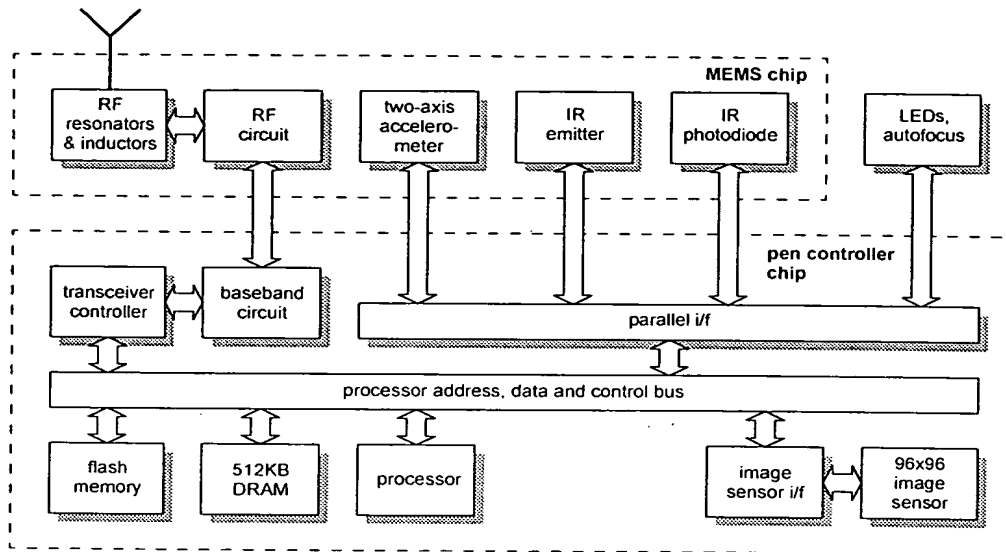 MEMS chip
RF
resonators
& inductors
RF
circuit
two-axis
accelero-
meter
IR
emitter
IR
photodiode
LEDs,
autofocus
pen controller
chip
transceiver
controller
baseband
circuit
parallel i/f
processor address, data and control bus
flash
memory
512KB
DRAM
processor
image
sensor i/f
96x96
image
sensor